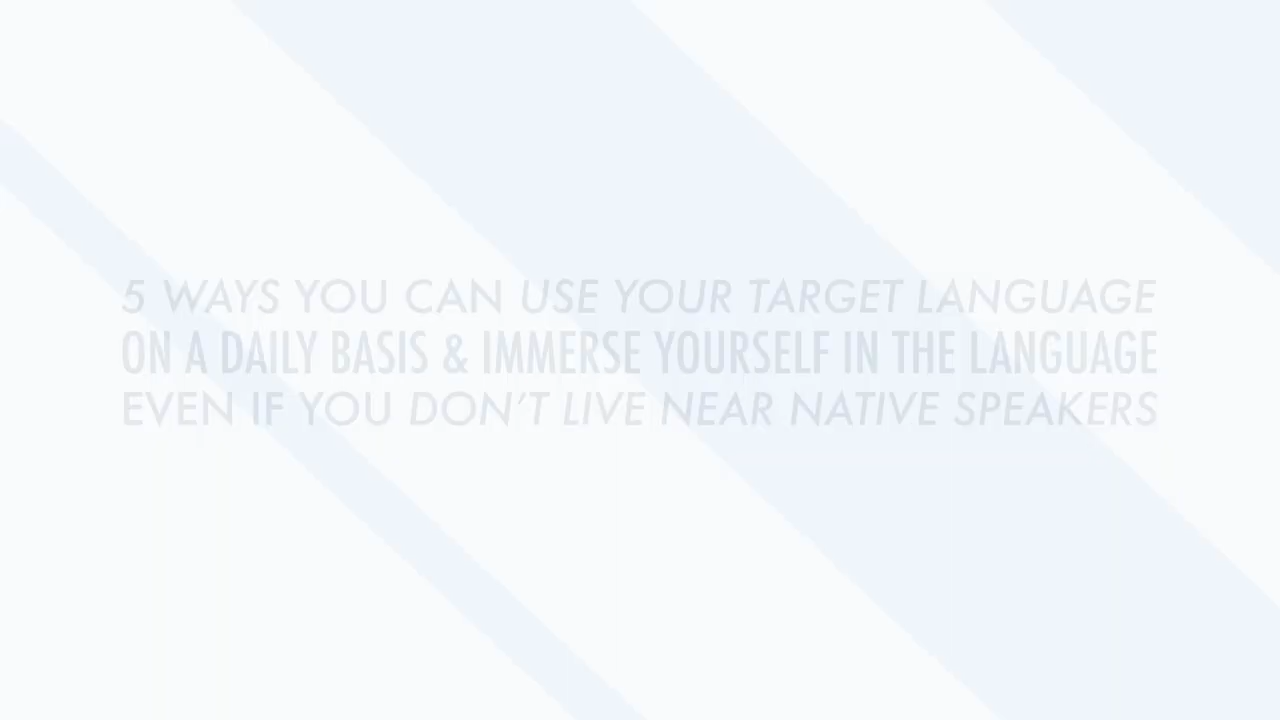 5 WAYS YOU CAN USE YOUR TARGET LANGUAGE
ON A DAILY BASIS & IMMERSE YOURSELF IN THE LANGUAGE
EVEN IF YOU DON’T LIVE NEAR NATIVE SPEAKERS